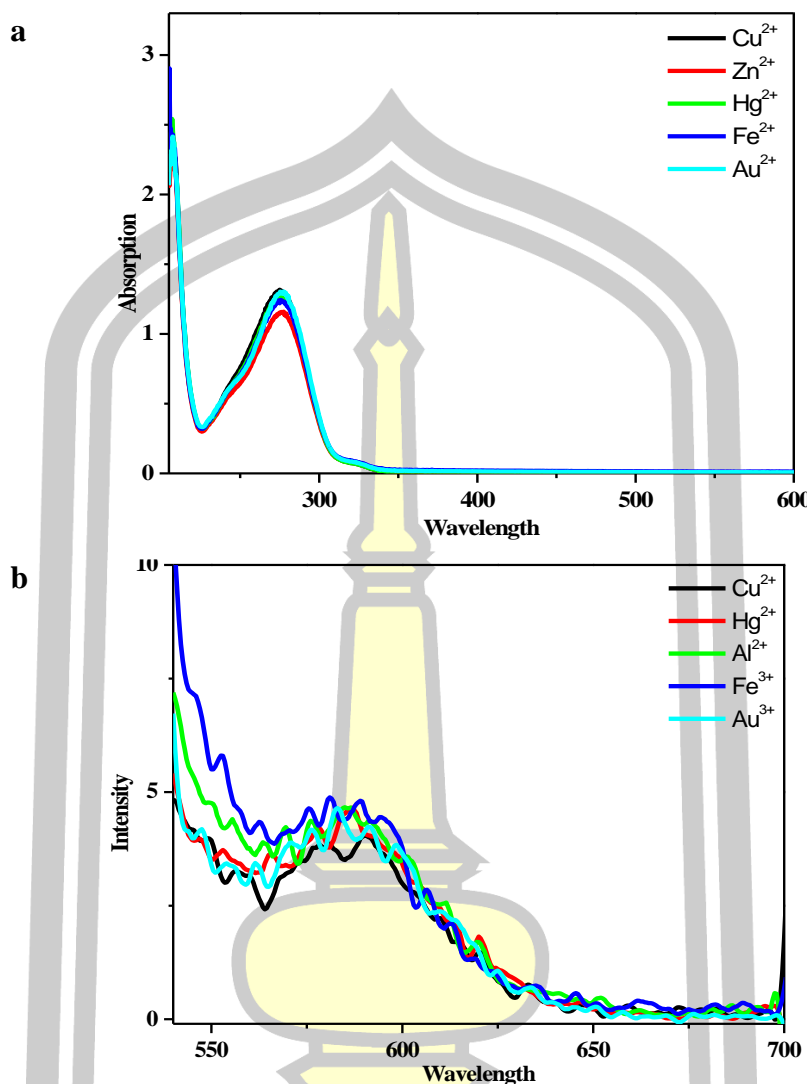 a
3
2
1
0
Absorption
Cu²⁺
Zn²⁺
Hg²⁺
Fe²⁺
Au²⁺
300 400 500 600
Wavelength
b
10
5
0
Intensity
Cu²⁺
Hg²⁺
Al²⁺
Fe³⁺
Au³⁺
550 600 650 700
Wavelength